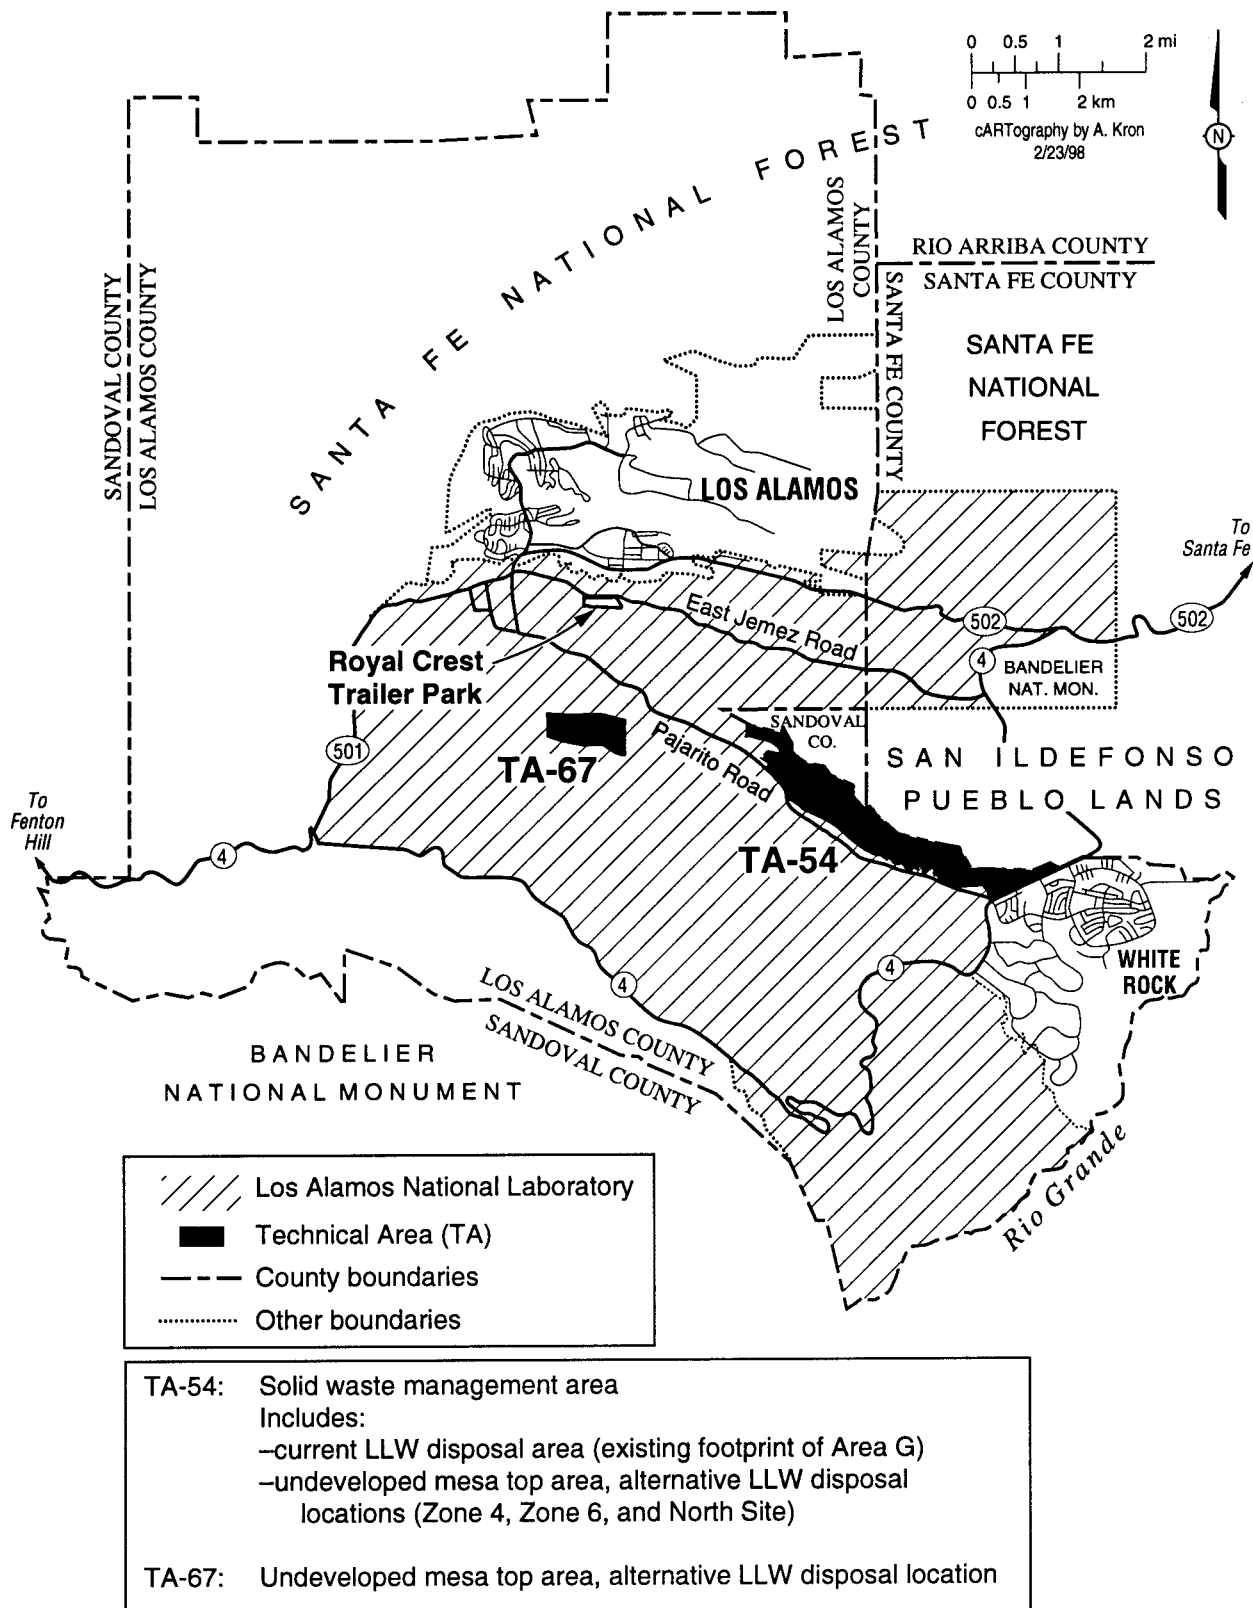 0 0.5 1 2 mi
0 0.5 1 2 km
cARTography by A. Kron
2/23/98
N
SANTA FE NATIONAL FOREST
LOS ALAMOS
COUNTY
RIO ARRIBA COUNTY
SANTA FE COUNTY
SANTA FE COUNTY
SANDOVAL COUNTY
LOS ALAMOS COUNTY
SANTA FE
NATIONAL
FOREST
LOS ALAMOS
To
Santa Fe
East Jemez Road
502
502
Royal Crest
Trailer Park
4
BANDELIER
NAT. MON.
SANDOVAL
CO.
501
TA-67
Pajarito Road
SAN ILDEFONSO
PUEBLO LANDS
To
Fenton
Hill
4
TA-54
WHITE
ROCK
4
4
LOS ALAMOS COUNTY
SANDOVAL COUNTY
BANDELIER
NATIONAL MONUMENT
Rio Grande
Los Alamos National Laboratory
Technical Area (TA)
County boundaries
Other boundaries
TA-54: Solid waste management area
Includes:
–current LLW disposal area (existing footprint of Area G)
–undeveloped mesa top area, alternative LLW disposal
locations (Zone 4, Zone 6, and North Site)
TA-67: Undeveloped mesa top area, alternative LLW disposal location